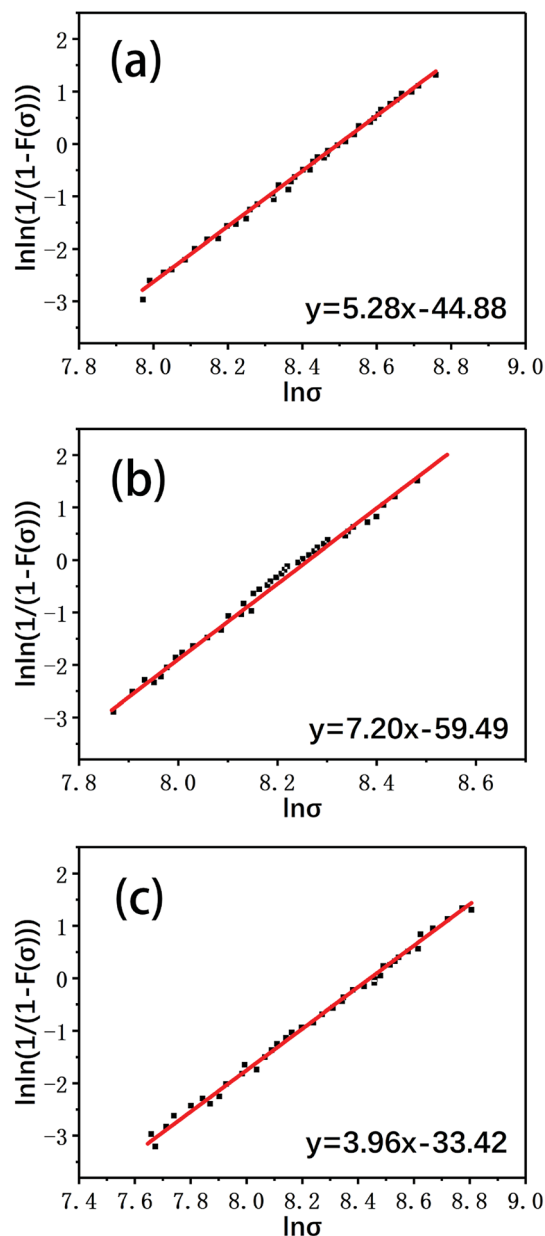 (a)
lnln(1/(1-F(σ)))
2
1
0
−1
−2
−3
y=5.28x-44.88
7.8 8.0 8.2 8.4 8.6 8.8 9.0
lnσ
(b)
lnln(1/(1-F(σ)))
2
1
0
−1
−2
−3
y=7.20x-59.49
7.8 8.0 8.2 8.4 8.6
lnσ
(c)
lnln(1/(1-F(σ)))
2
1
0
−1
−2
−3
y=3.96x-33.42
7.4 7.6 7.8 8.0 8.2 8.4 8.6 8.8 9.0
lnσ